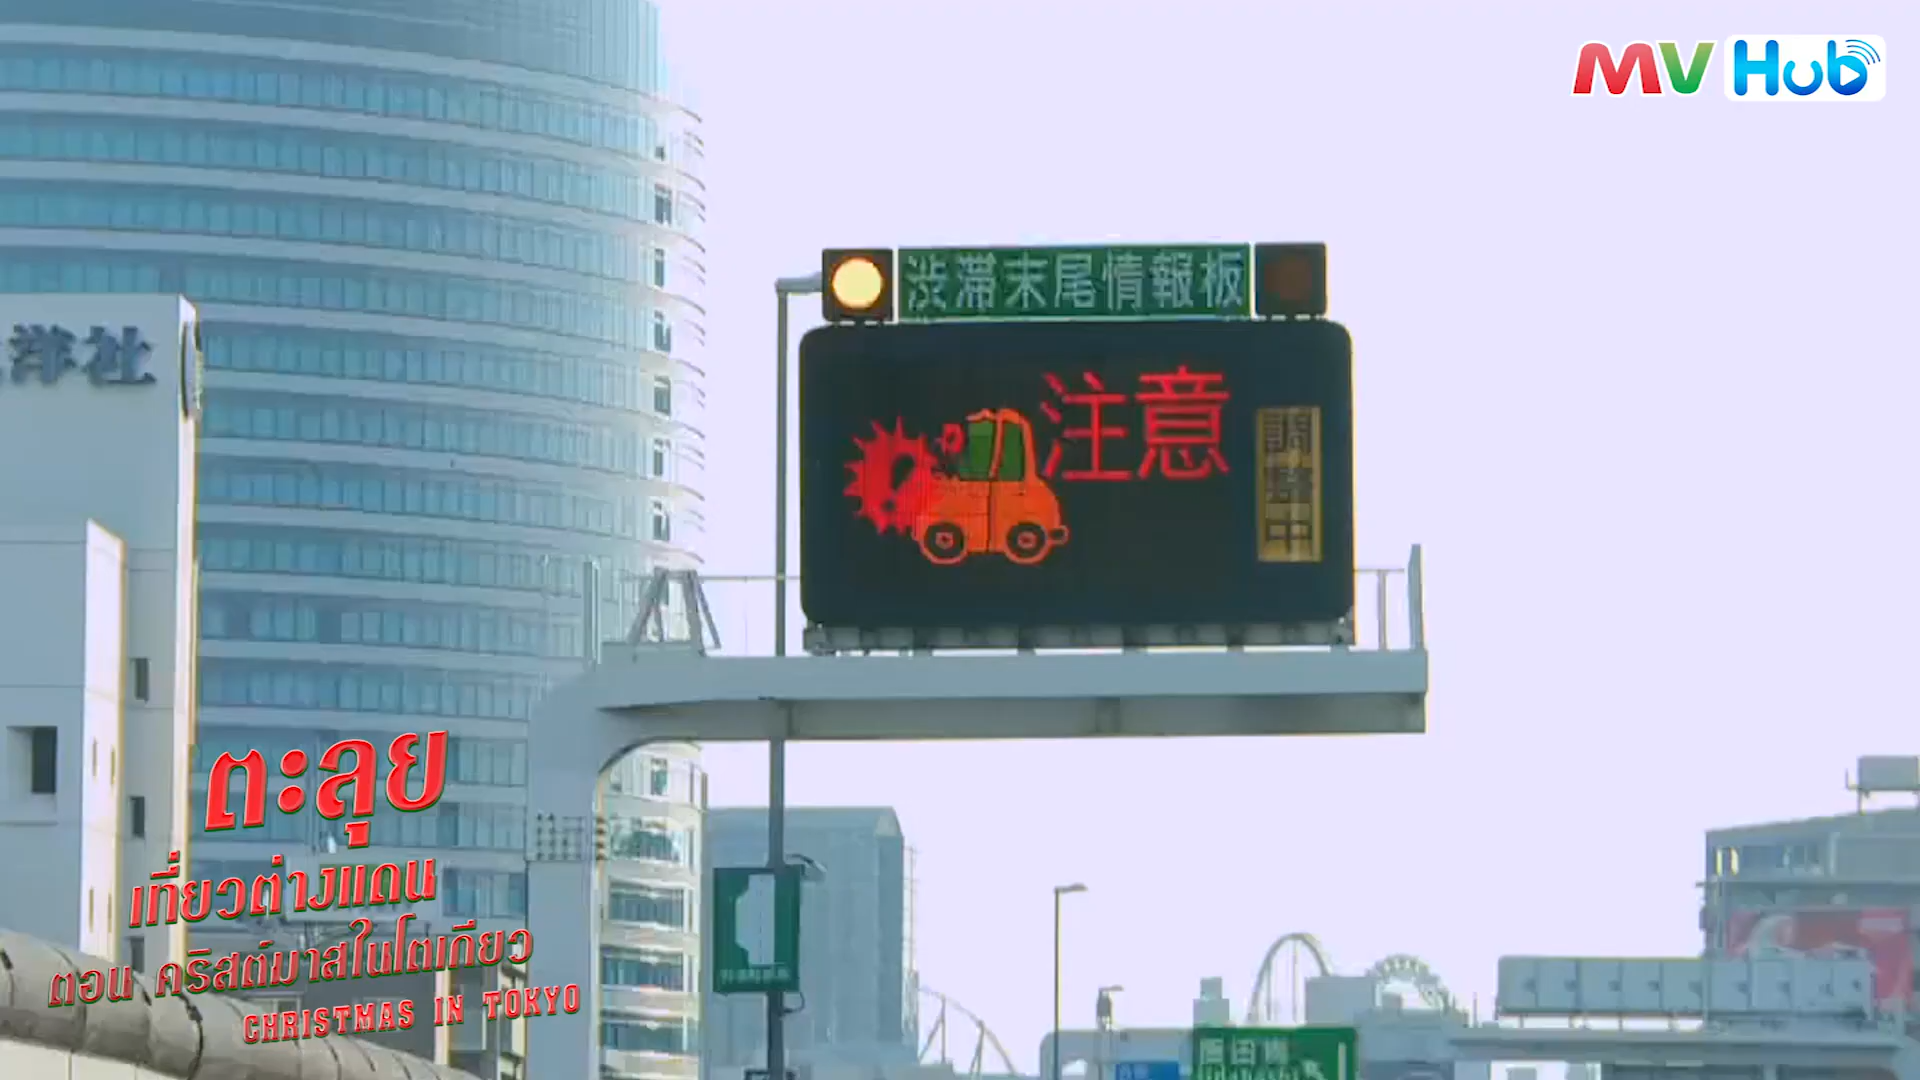 MV Hub
渋滞末尾情報板
注意
調整中
洋社
ตะลุย
เที่ยวต่างแดน
ตอน คริสต์มาสในโตเกียว
CHRISTMAS IN TOKYO